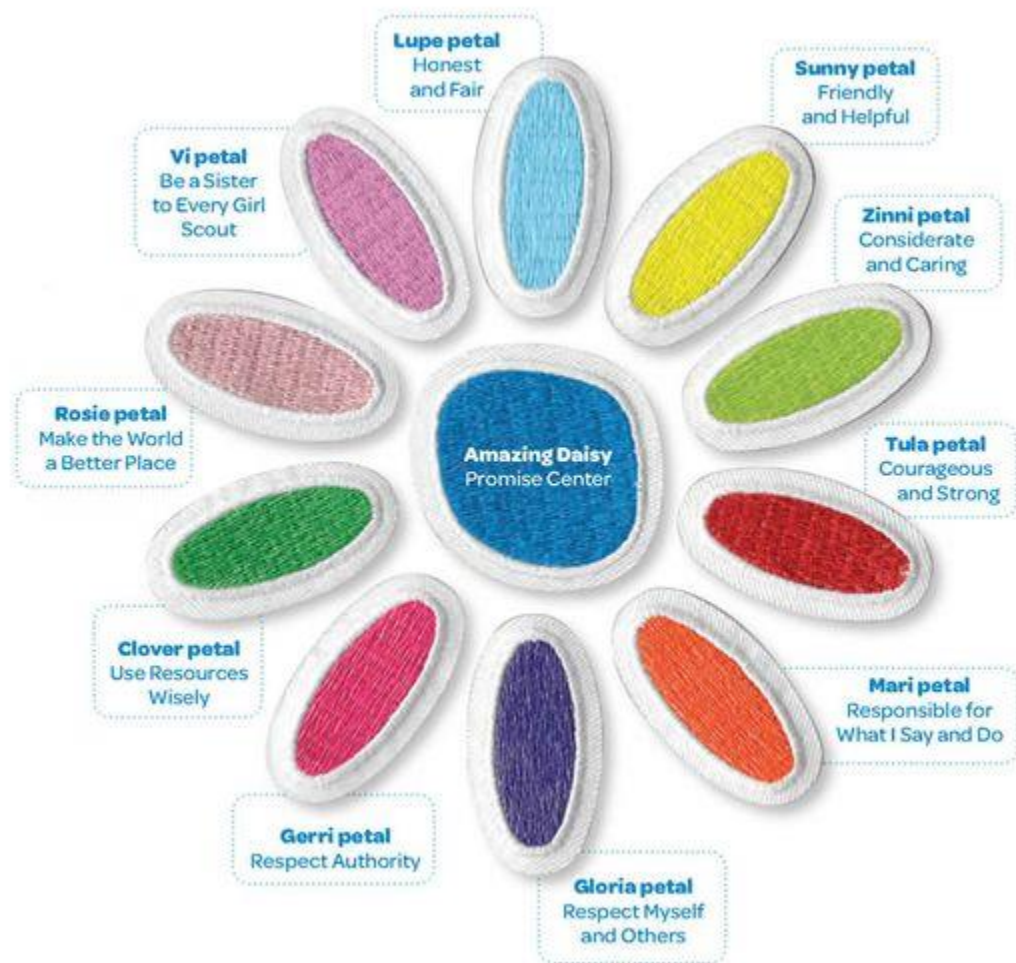 Lupe petal
Honest
and Fair
Sunny petal
Friendly
and Helpful
Zinni petal
Considerate
and Caring
Tula petal
Courageous
and Strong
Mari petal
Responsible for
What I Say and Do
Gloria petal
Respect Myself
and Others
Gerri petal
Respect Authority
Clover petal
Use Resources
Wisely
Rosie petal
Make the World
a Better Place
Vi petal
Be a Sister
to Every Girl
Scout
Amazing Daisy
Promise Center